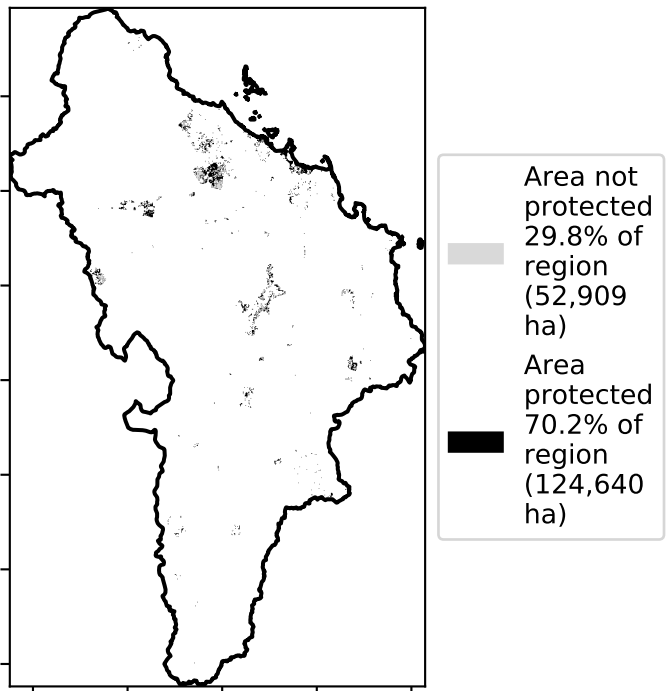 Area not
protected
29.8% of
region
(52,909
ha)
Area
protected
70.2% of
region
(124,640
ha)